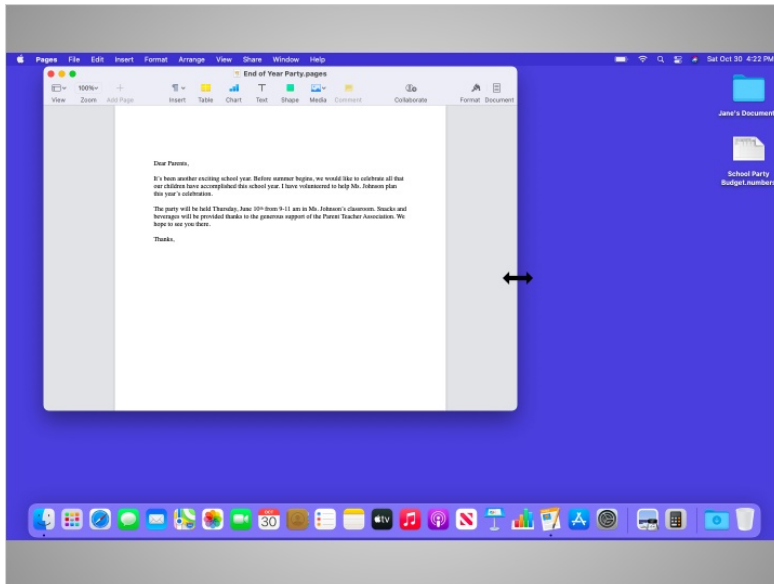 Pages File Edit Insert Format Arrange View Share Window Help
Sat Oct 30 4:22 PM
End of Year Party.pages
100%
View Zoom Add Page Insert Table Chart Text Shape Media Comment Collaborate Format Document
Jane's Document
School Party
Budget.numbers
Dear Parents,
It's been another exciting school year. Before summer begins, we would like to celebrate all that
our children have accomplished this school year. I have volunteered to help Ms. Johnson plan
this year's celebration.
The party will be held Thursday, June 10th from 9-11 am in Ms. Johnson's classroom. Snacks and
beverages will be provided thanks to the generous support of the Parent Teacher Association. We
hope to see you there.
Thanks,
OCT
30
tv